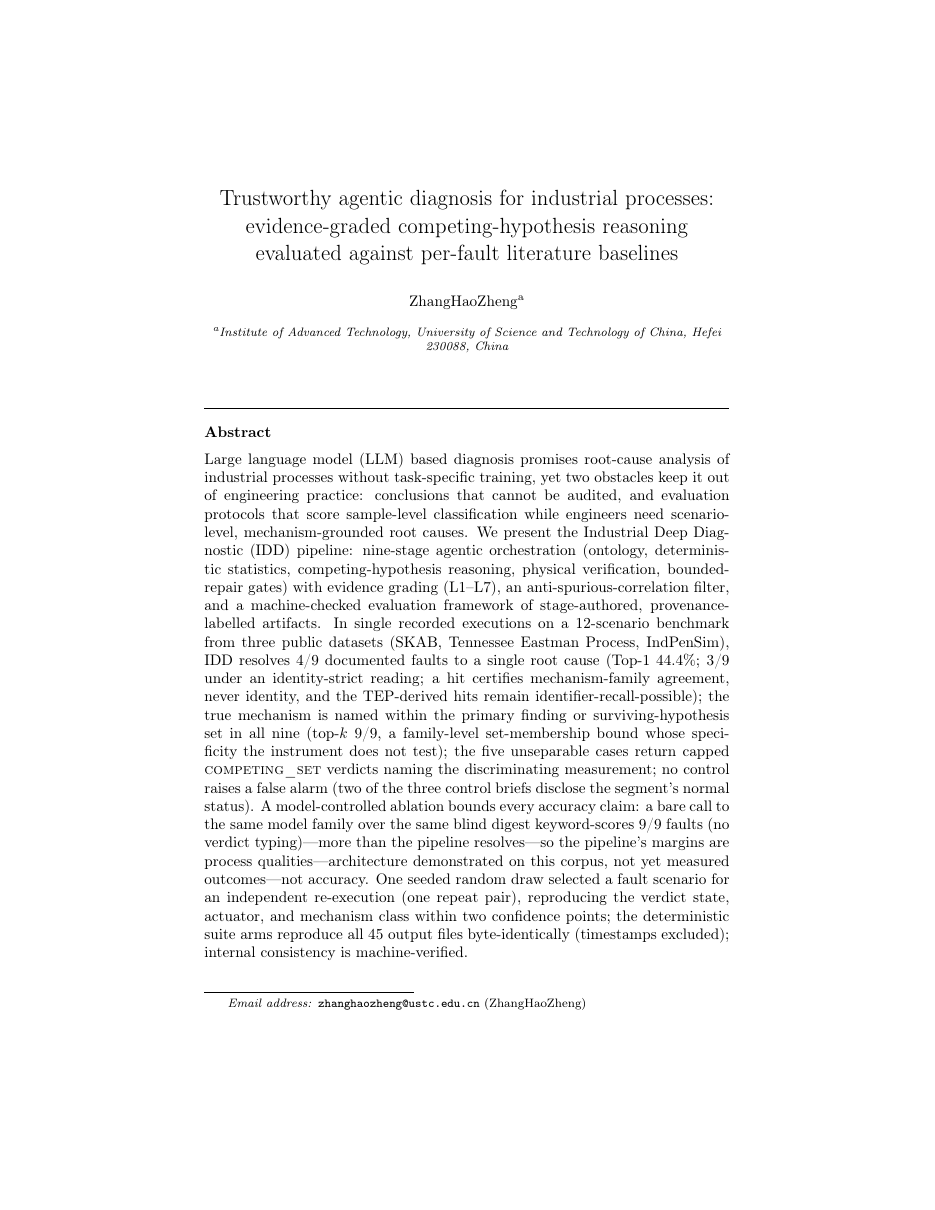 Trustworthy agentic diagnosis for industrial processes:
evidence-graded competing-hypothesis reasoning
evaluated against per-fault literature baselines
ZhangHaoZhengᵃ
ᵃInstitute of Advanced Technology, University of Science and Technology of China, Hefei
230088, China
Abstract
Large language model (LLM) based diagnosis promises root-cause analysis of
industrial processes without task-specific training, yet two obstacles keep it out
of engineering practice: conclusions that cannot be audited, and evaluation
protocols that score sample-level classification while engineers need scenario-
level, mechanism-grounded root causes. We present the Industrial Deep Diag-
nostic (IDD) pipeline: nine-stage agentic orchestration (ontology, determinis-
tic statistics, competing-hypothesis reasoning, physical verification, bounded-
repair gates) with evidence grading (L1–L7), an anti-spurious-correlation filter,
and a machine-checked evaluation framework of stage-authored, provenance-
labelled artifacts. In single recorded executions on a 12-scenario benchmark
from three public datasets (SKAB, Tennessee Eastman Process, IndPenSim),
IDD resolves 4/9 documented faults to a single root cause (Top-1 44.4%; 3/9
under an identity-strict reading; a hit certifies mechanism-family agreement,
never identity, and the TEP-derived hits remain identifier-recall-possible); the
true mechanism is named within the primary finding or surviving-hypothesis
set in all nine (top-k 9/9, a family-level set-membership bound whose speci-
ficity the instrument does not test); the five unseparable cases return capped
COMPETING_SET verdicts naming the discriminating measurement; no control
raises a false alarm (two of the three control briefs disclose the segment's normal
status). A model-controlled ablation bounds every accuracy claim: a bare call to
the same model family over the same blind digest keyword-scores 9/9 faults (no
verdict typing)—more than the pipeline resolves—so the pipeline's margins are
process qualities—architecture demonstrated on this corpus, not yet measured
outcomes—not accuracy. One seeded random draw selected a fault scenario for
an independent re-execution (one repeat pair), reproducing the verdict state,
actuator, and mechanism class within two confidence points; the deterministic
suite arms reproduce all 45 output files byte-identically (timestamps excluded);
internal consistency is machine-verified.
Email address: zhanghaozheng@ustc.edu.cn (ZhangHaoZheng)